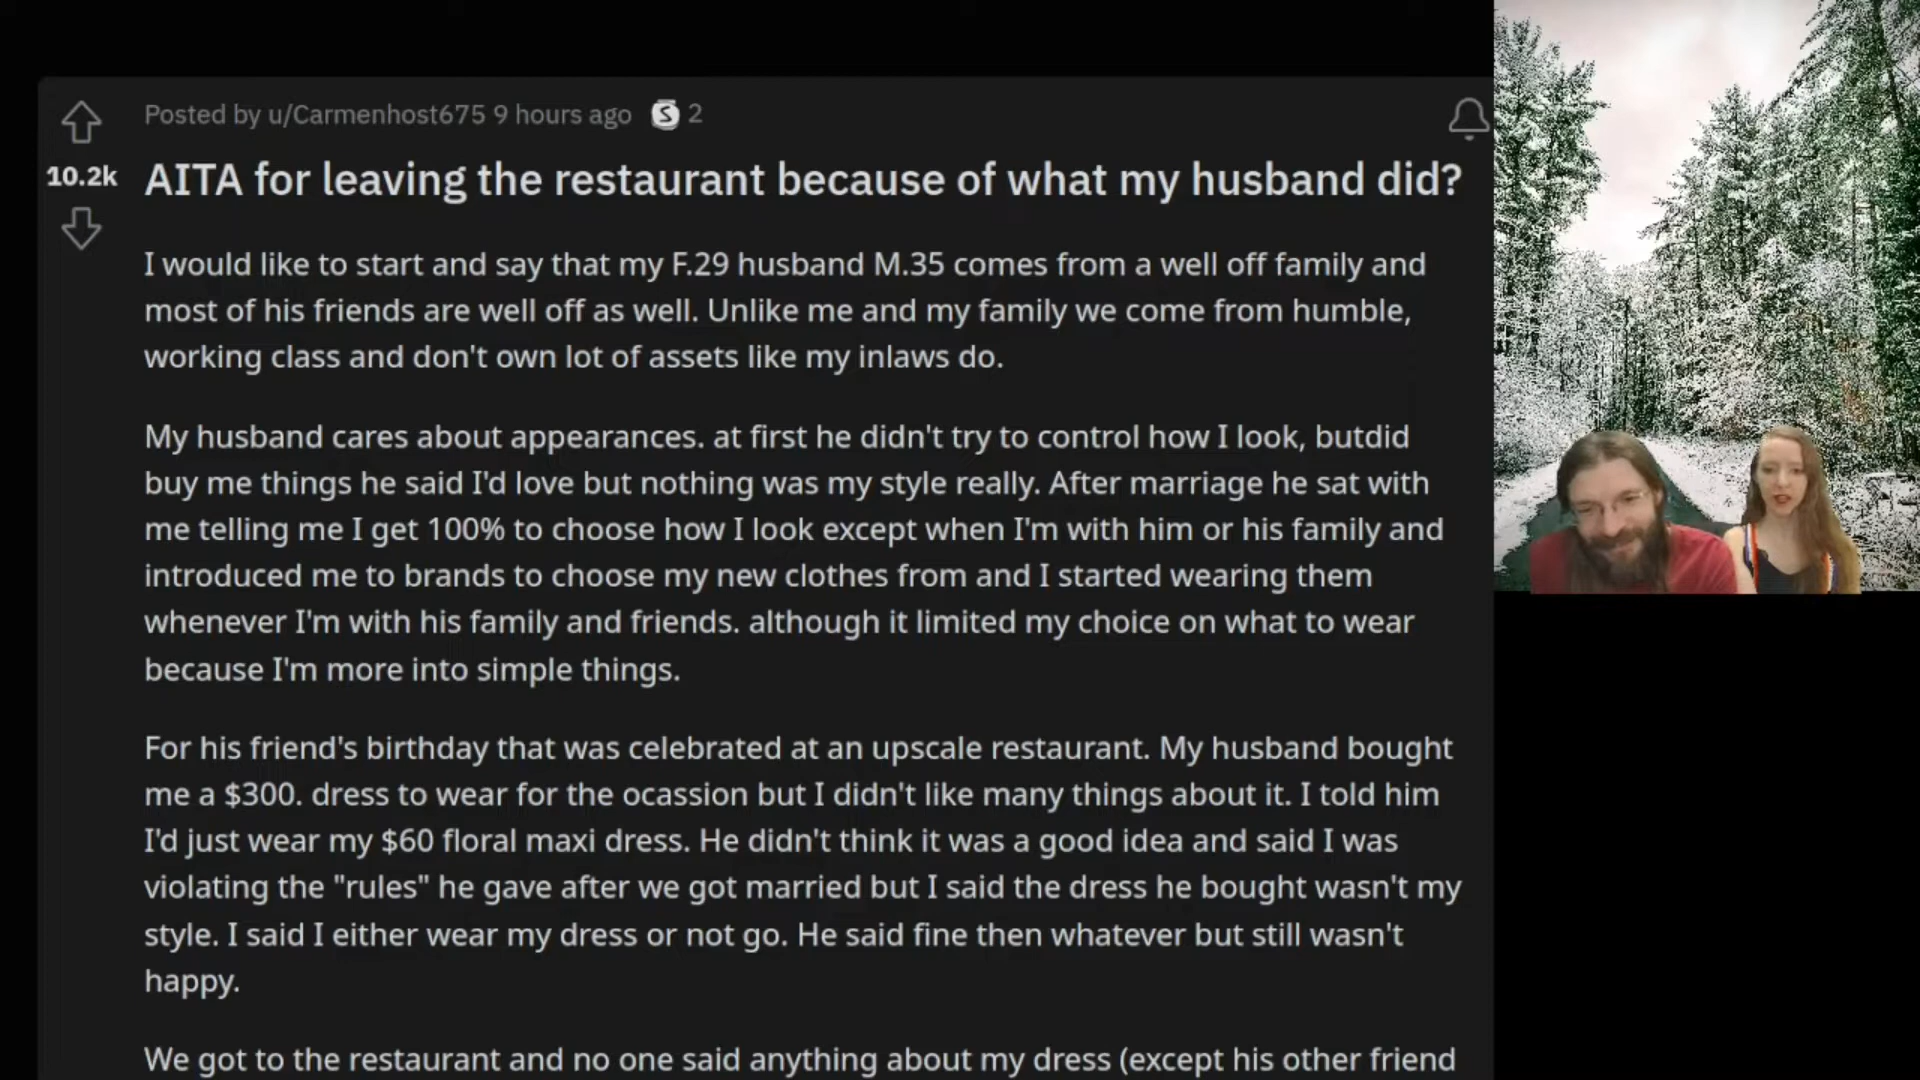 Posted by u/Carmenhost675 9 hours ago S 2
10.2k
AITA for leaving the restaurant because of what my husband did?
I would like to start and say that my F.29 husband M.35 comes from a well off family and
most of his friends are well off as well. Unlike me and my family we come from humble,
working class and don't own lot of assets like my inlaws do.
My husband cares about appearances. at first he didn't try to control how I look, butdid
buy me things he said I'd love but nothing was my style really. After marriage he sat with
me telling me I get 100% to choose how I look except when I'm with him or his family and
introduced me to brands to choose my new clothes from and I started wearing them
whenever I'm with his family and friends. although it limited my choice on what to wear
because I'm more into simple things.
For his friend's birthday that was celebrated at an upscale restaurant. My husband bought
me a $300. dress to wear for the ocassion but I didn't like many things about it. I told him
I'd just wear my $60 floral maxi dress. He didn't think it was a good idea and said I was
violating the "rules" he gave after we got married but I said the dress he bought wasn't my
style. I said I either wear my dress or not go. He said fine then whatever but still wasn't
happy.
We got to the restaurant and no one said anything about my dress (except his other friend